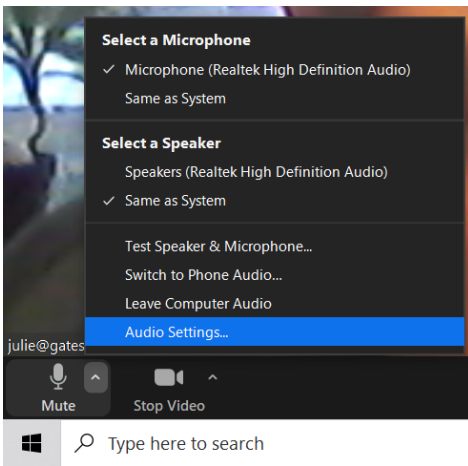 Select a Microphone
✓ Microphone (Realtek High Definition Audio)
Same as System
Select a Speaker
Speakers (Realtek High Definition Audio)
✓ Same as System
Test Speaker & Microphone...
Switch to Phone Audio...
Leave Computer Audio
Audio Settings...
julie@gates
Mute
Stop Video
Type here to search